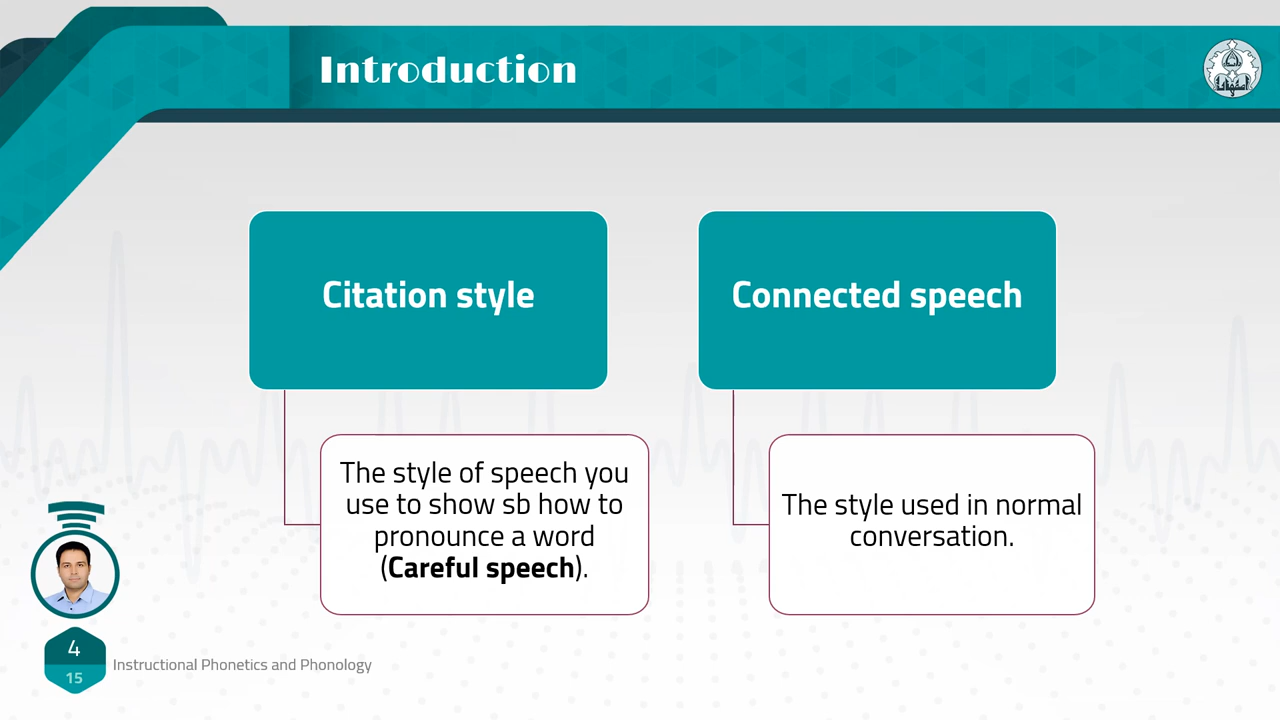 Introduction
Citation style
The style of speech you
use to show sb how to
pronounce a word
(Careful speech).
Connected speech
The style used in normal
conversation.
4
15
Instructional Phonetics and Phonology